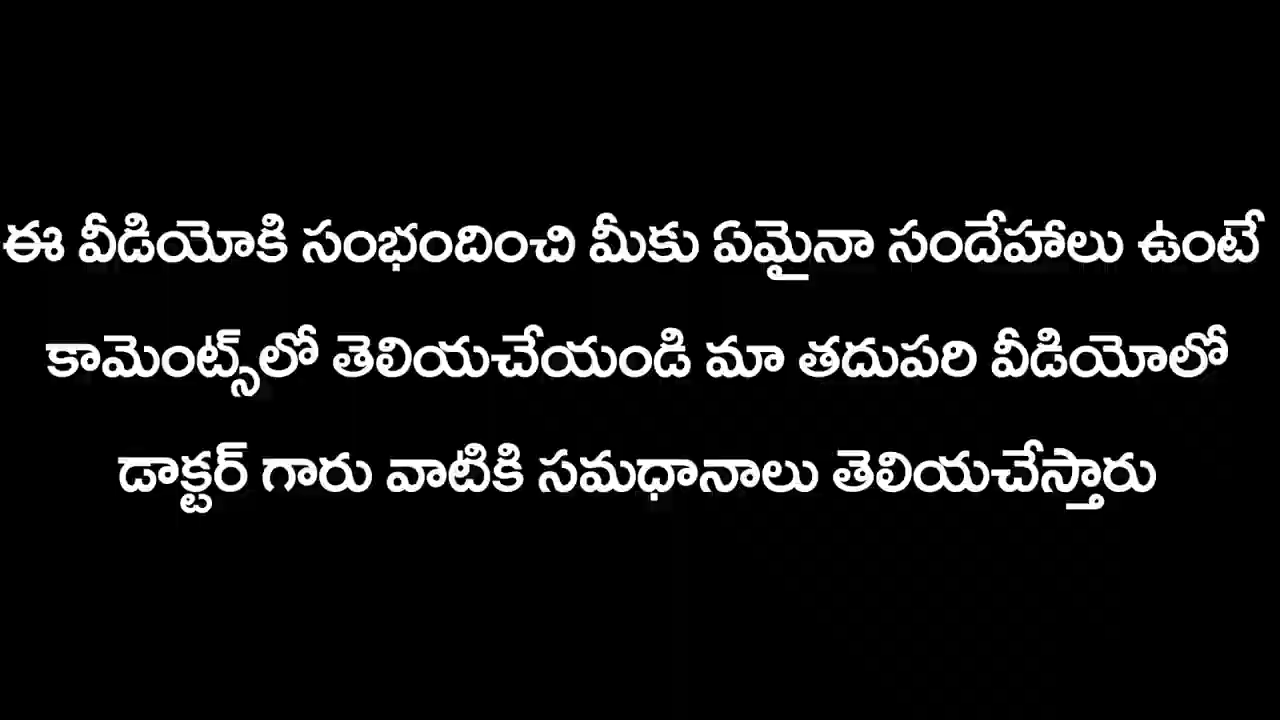 ఈ వీడియోకి సంభందించి మీకు ఏమైనా సందేహాలు ఉంటే
కామెంట్స్‌లో తెలియచేయండి మా తదుపరి వీడియోలో
డాక్టర్ గారు వాటికి సమధానాలు తెలియచేస్తారు